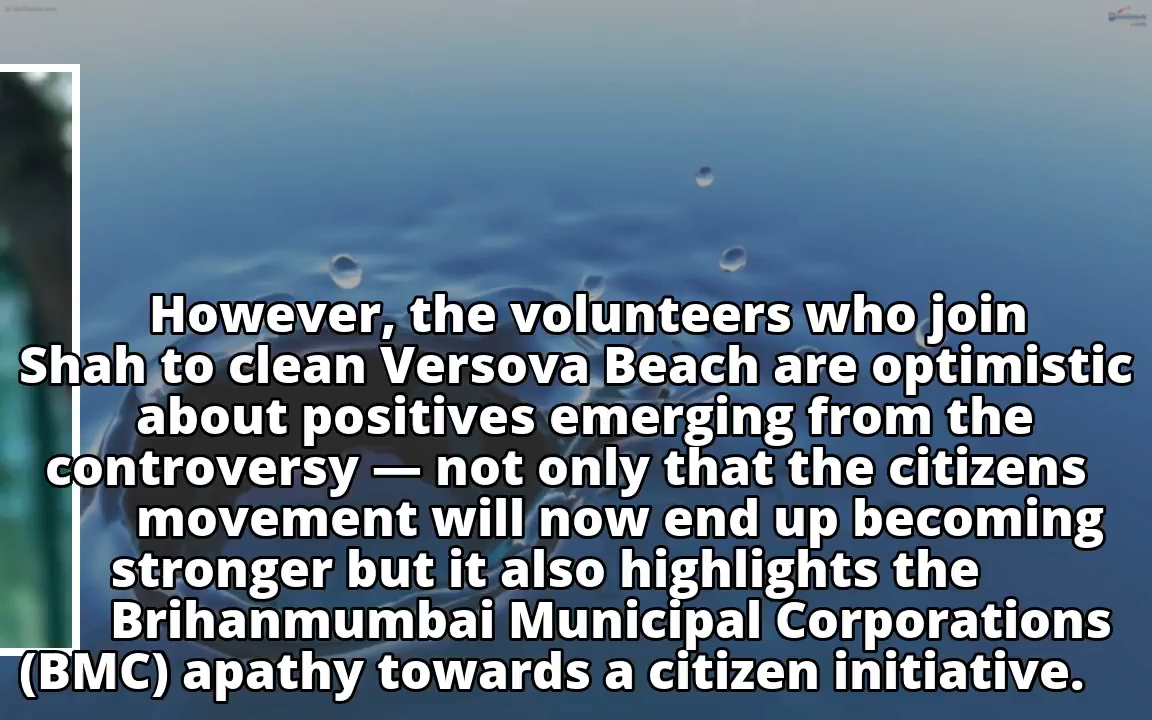 However, the volunteers who join
Shah to clean Versova Beach are optimistic
about positives emerging from the
controversy — not only that the citizens
movement will now end up becoming
stronger but it also highlights the
Brihanmumbai Municipal Corporations
(BMC) apathy towards a citizen initiative.